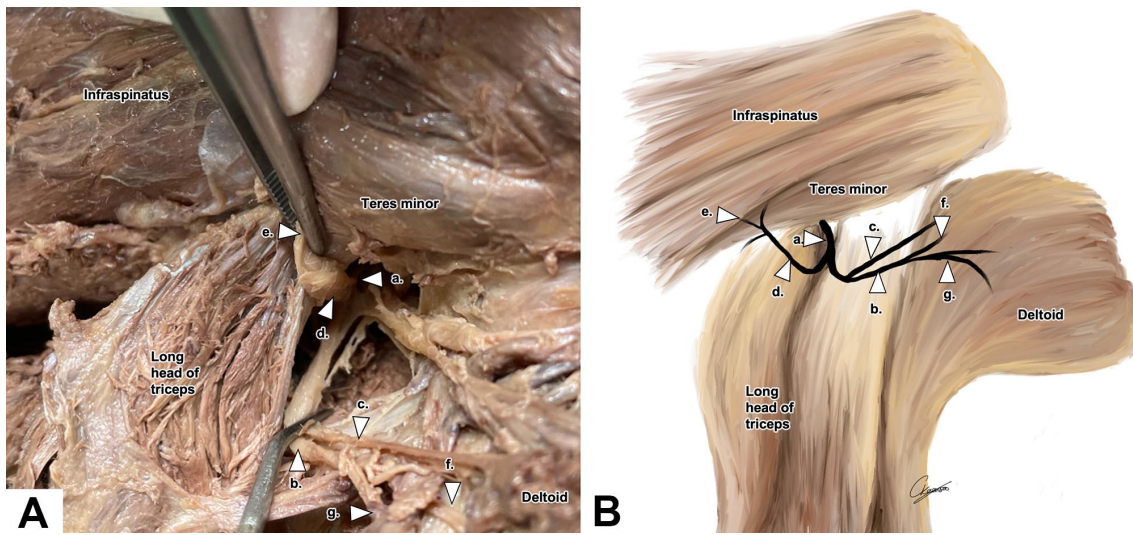 Infraspinatus
Teres minor
e.
a.
d.
Long
head of
triceps
c.
b.
f.
g.
Deltoid
A
Infraspinatus
Teres minor
e.
f.
c.
a.
d.
b.
g.
Deltoid
Long
head of
triceps
B